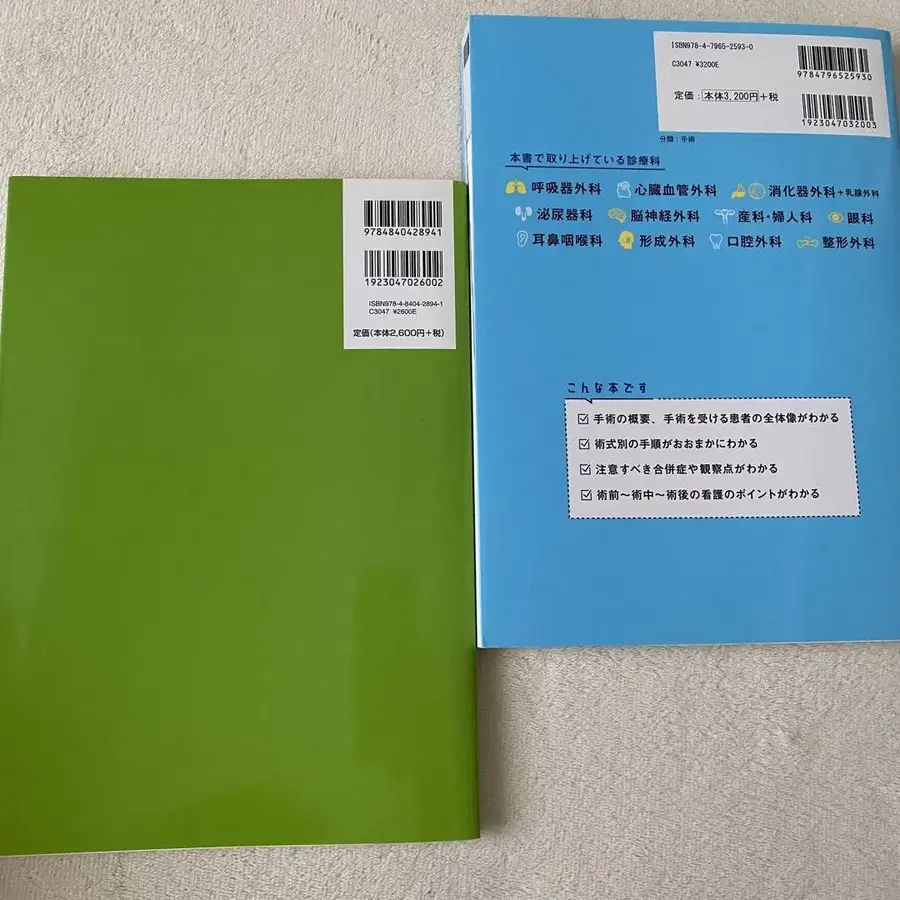 9784840428941
1923047026002
ISBN978-4-8404-2894-1
C3047 ¥2600E
定価(本体2,600円+税)
ISBN978-4-7965-2593-0
C3047 ¥3200E
9784796525930
定価：本体3,200円+税
1923047032003
分類：手術
本書で取り上げている診療科
呼吸器外科 心臓血管外科 消化器外科+乳腺外科
泌尿器科 脳神経外科 産科・婦人科 眼科
耳鼻咽喉科 形成外科 口腔外科 整形外科
こんな本です
手術の概要、手術を受ける患者の全体像がわかる
術式別の手順がおおまかにわかる
注意すべき合併症や観察点がわかる
術前～術中～術後の看護のポイントがわかる